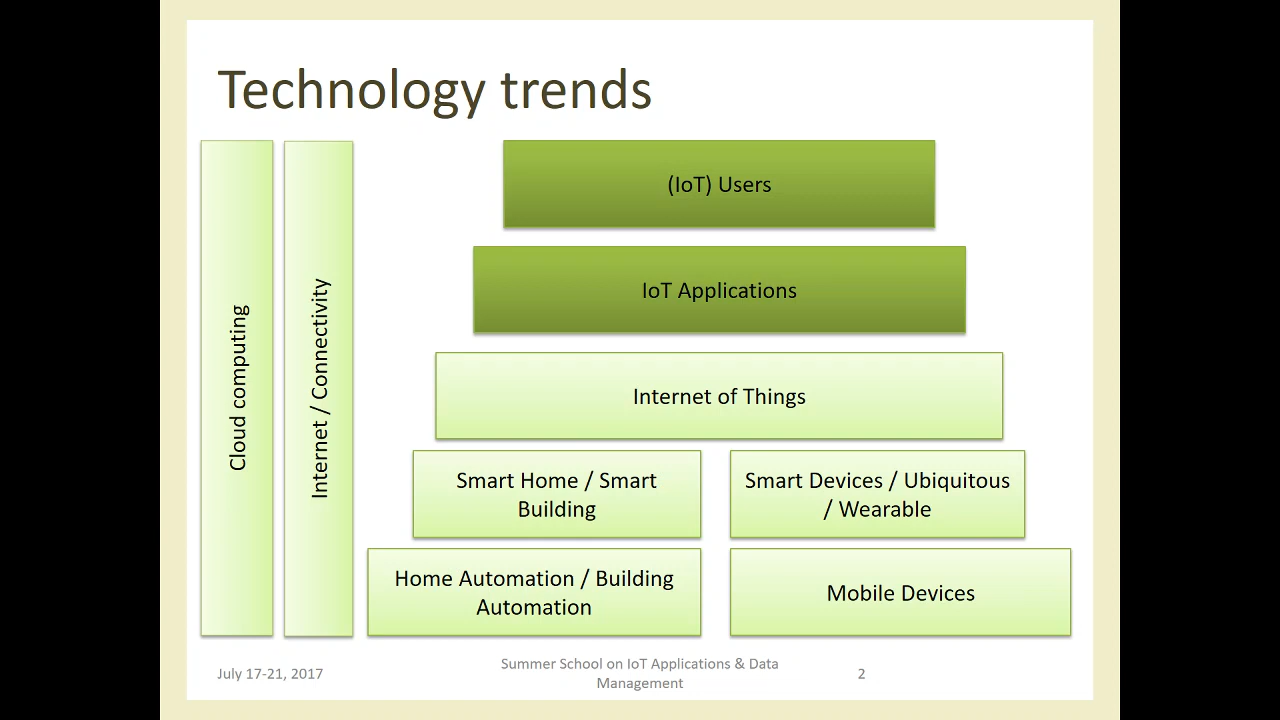 Technology trends
Cloud computing
Internet / Connectivity
(IoT) Users
IoT Applications
Internet of Things
Smart Home / Smart
Building
Smart Devices / Ubiquitous
/ Wearable
Home Automation / Building
Automation
Mobile Devices
July 17-21, 2017
Summer School on IoT Applications & Data
Management
2